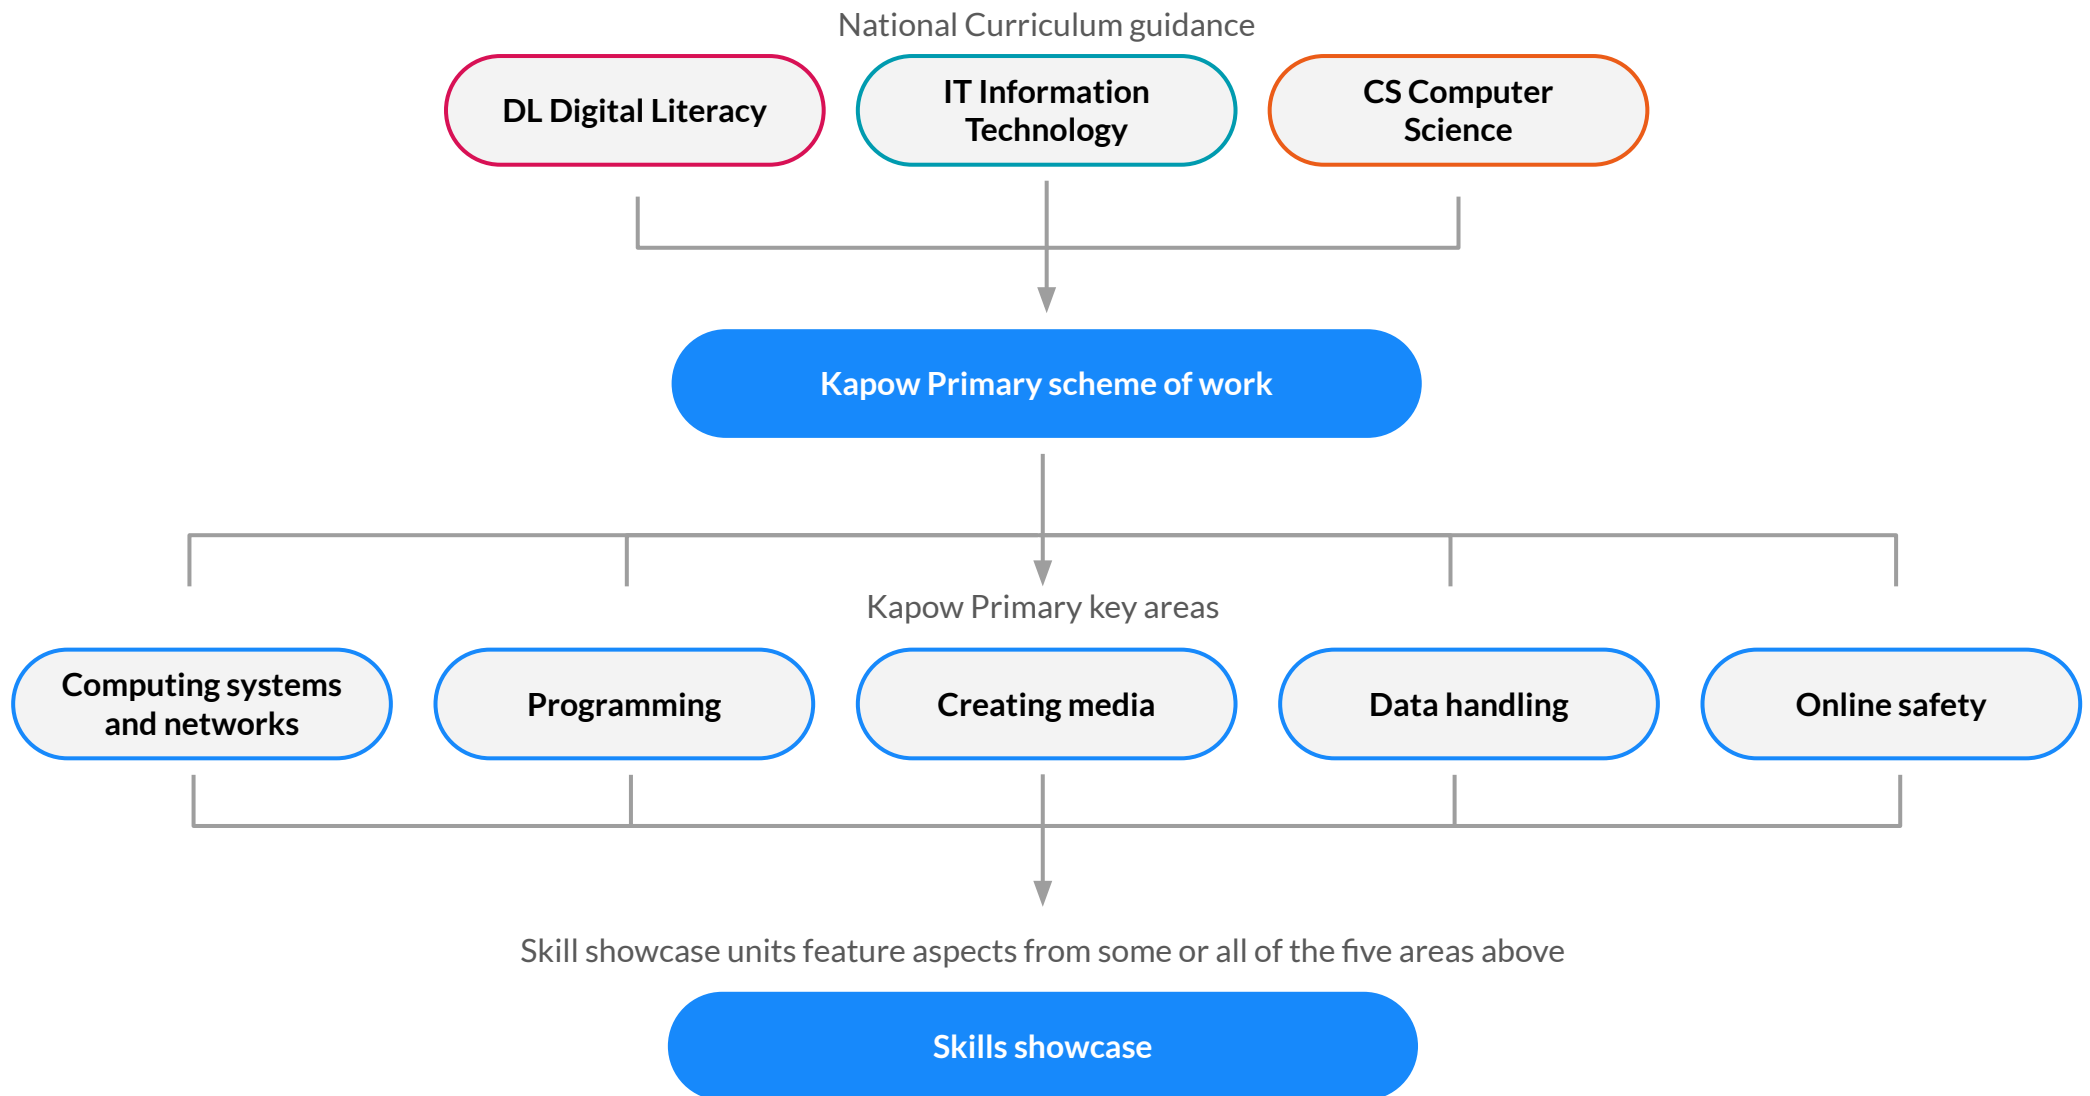 National Curriculum guidance
DL Digital Literacy
IT Information
Technology
CS Computer
Science
Kapow Primary scheme of work
Kapow Primary key areas
Computing systems
and networks
Programming
Creating media
Data handling
Online safety
Skill showcase units feature aspects from some or all of the five areas above
Skills showcase